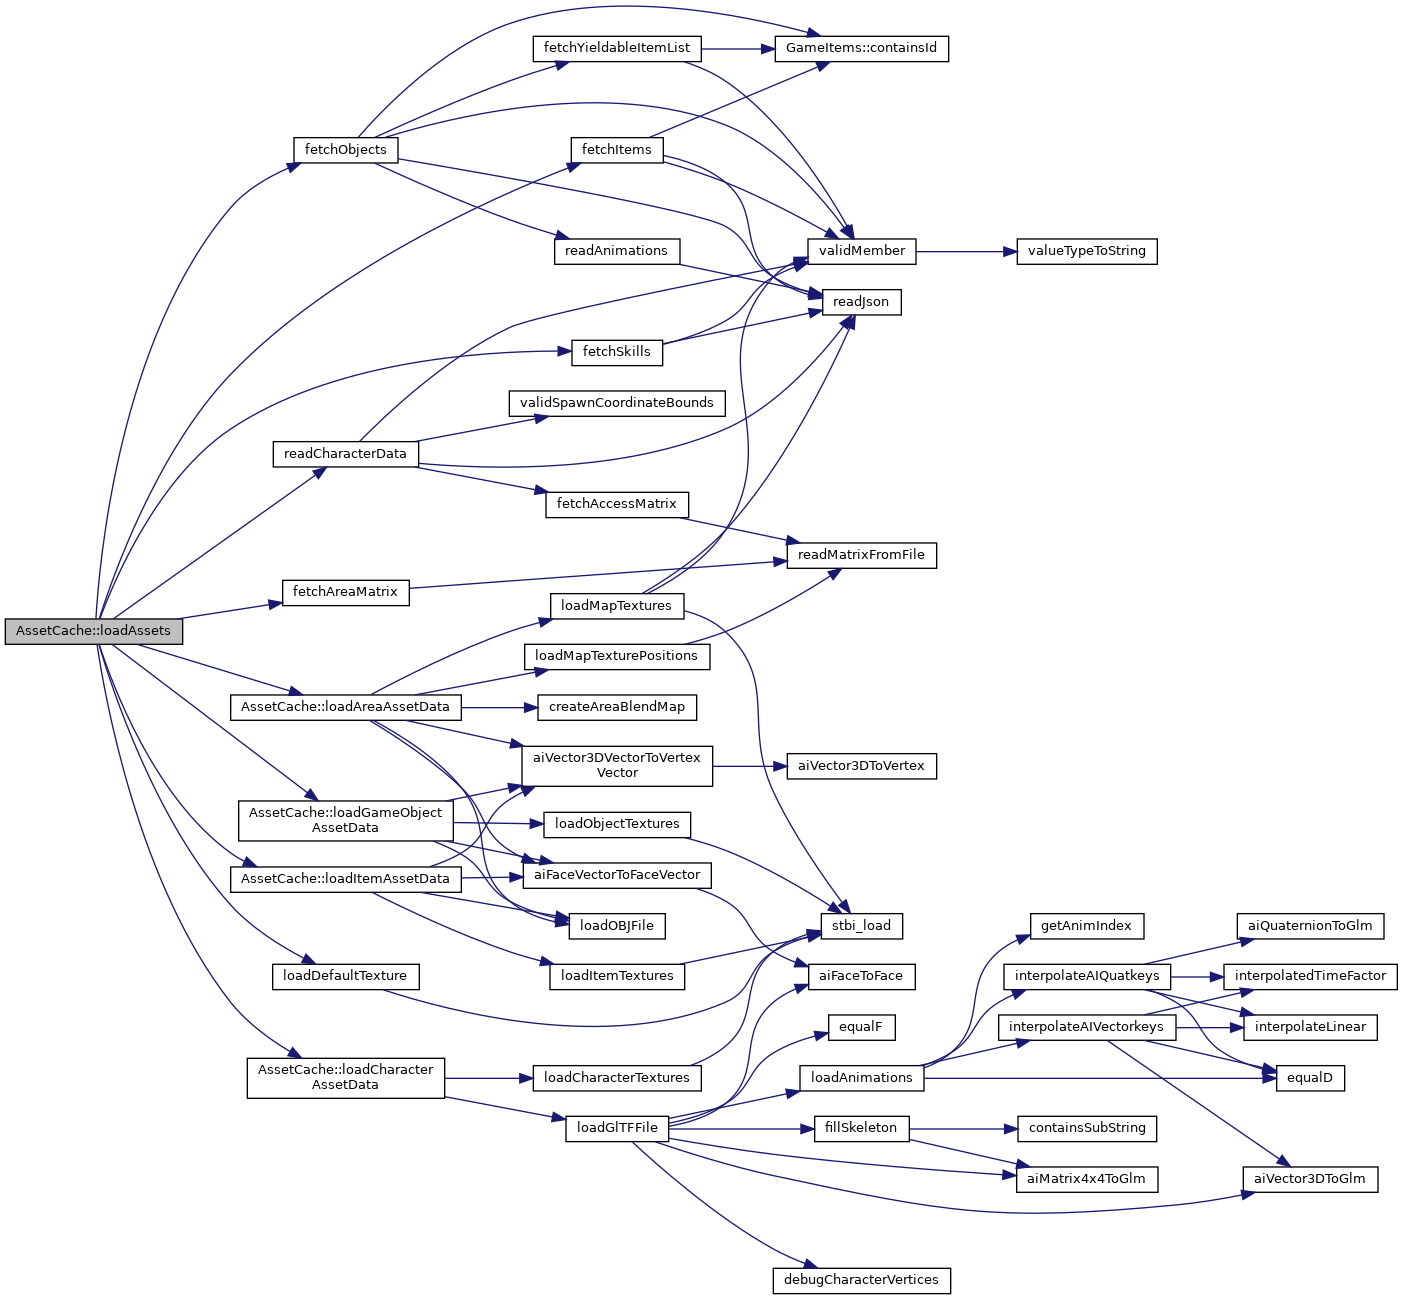 AssetCache::loadAssets
fetchObjects
fetchYieldableItemList
GameItems::containsId
fetchItems
readAnimations
validMember
valueTypeToString
readJson
fetchSkills
validSpawnCoordinateBounds
readCharacterData
fetchAccessMatrix
readMatrixFromFile
fetchAreaMatrix
loadMapTextures
loadMapTexturePositions
AssetCache::loadAreaAssetData
createAreaBlendMap
aiVector3DVectorToVertex
Vector
aiVector3DToVertex
AssetCache::loadGameObject
AssetData
loadObjectTextures
AssetCache::loadItemAssetData
aiFaceVectorToFaceVector
loadOBJFile
stbi_load
loadDefaultTexture
loadItemTextures
aiFaceToFace
getAnimIndex
aiQuaternionToGlm
interpolateAIQuatkeys
interpolatedTimeFactor
equalF
interpolateAIVectorkeys
interpolateLinear
AssetCache::loadCharacter
AssetData
loadCharacterTextures
loadAnimations
equalD
loadGlTFFile
fillSkeleton
containsSubString
aiMatrix4x4ToGlm
aiVector3DToGlm
debugCharacterVertices